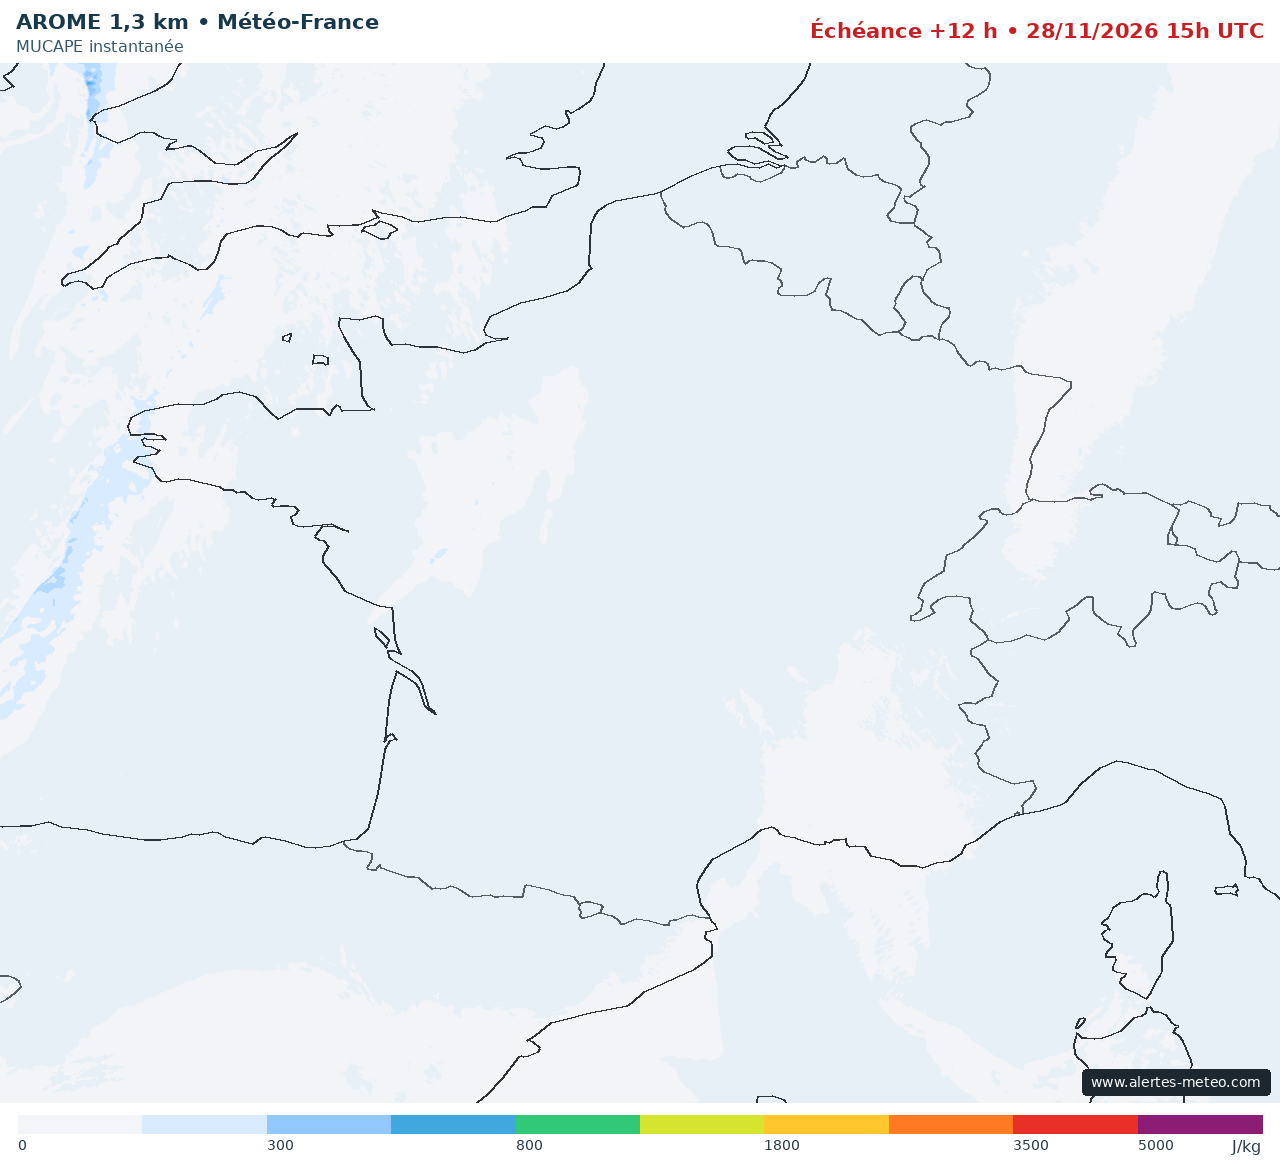 AROME 1,3 km • Météo-France
MUCAPE instantanée
Échéance +12 h • 28/11/2026 15h UTC
www.alertes-meteo.com
0 300 800 1800 3500 5000 J/kg